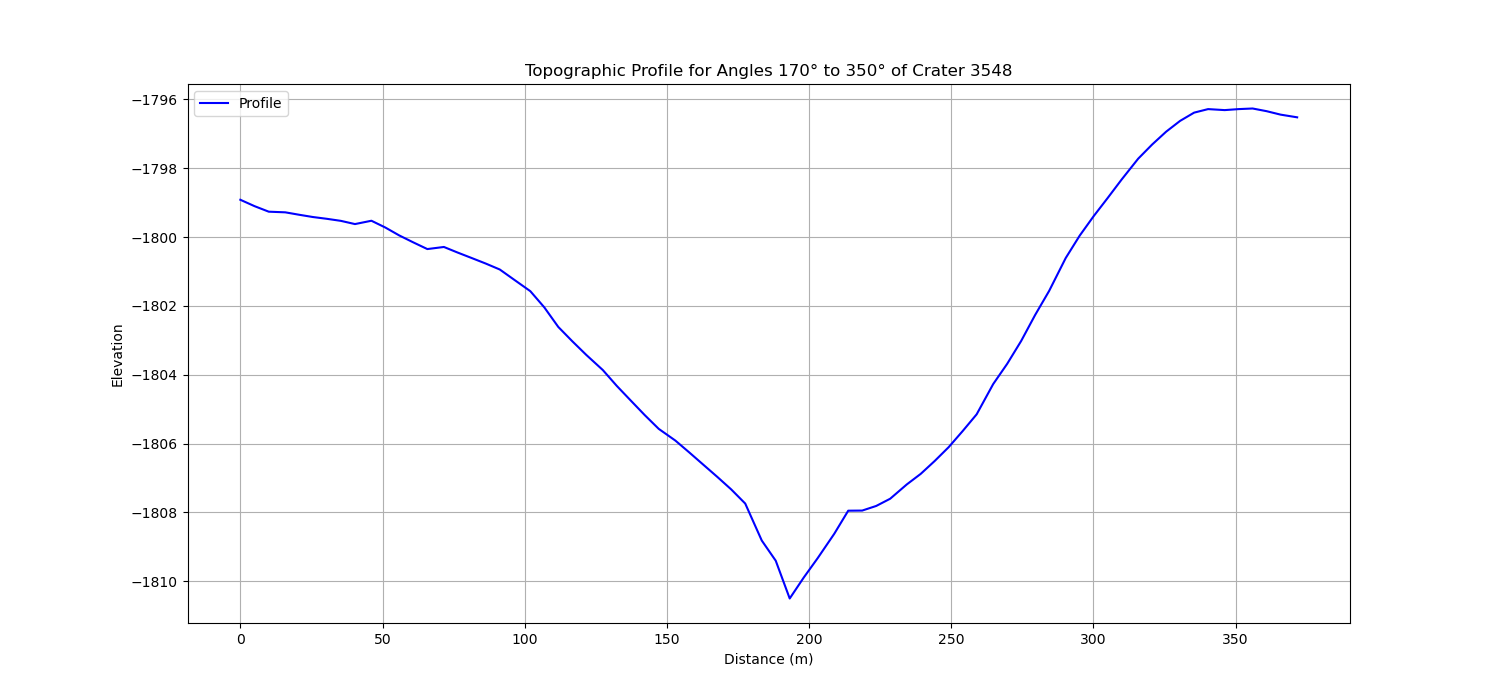 Topographic Profile for Angles 170° to 350° of Crater 3548
Profile
−1796
−1798
−1800
−1802
−1804
−1806
−1808
−1810
Elevation
0 50 100 150 200 250 300 350
Distance (m)